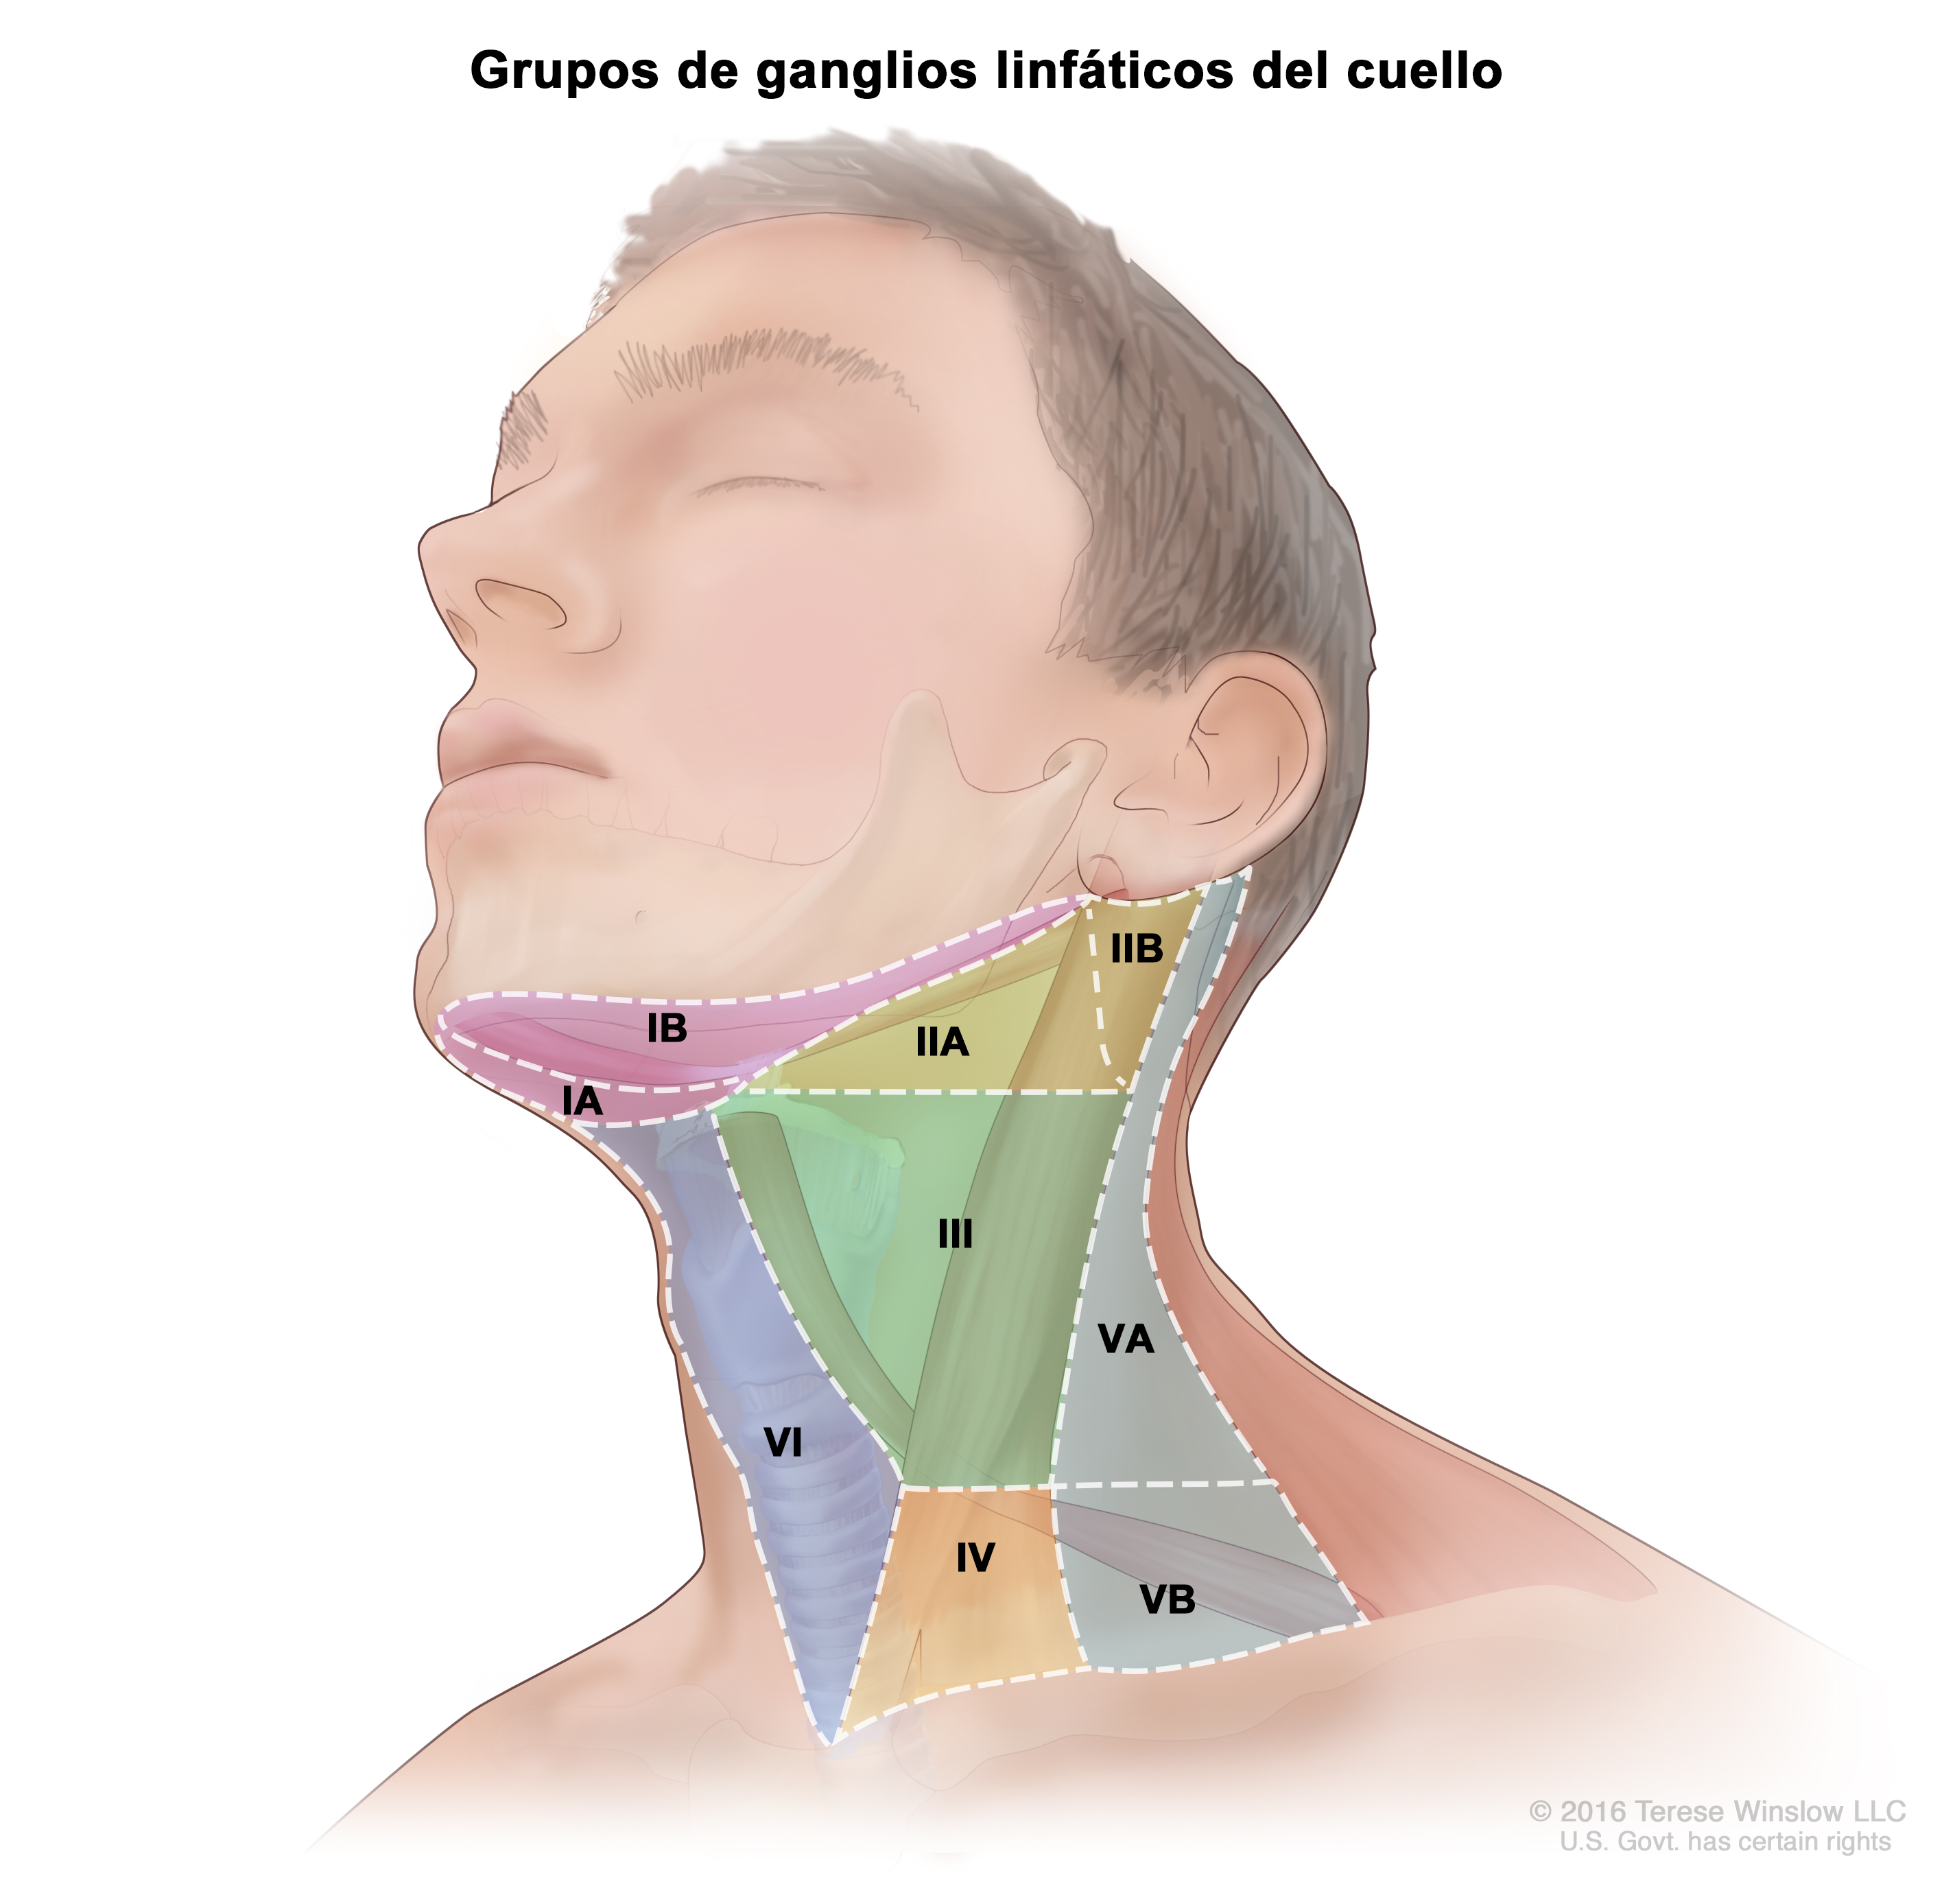 Grupos de ganglios linfáticos del cuello
IIB
IB
IIA
IA
III
VA
VI
IV
VB
© 2016 Terese Winslow LLC
U.S. Govt. has certain rights